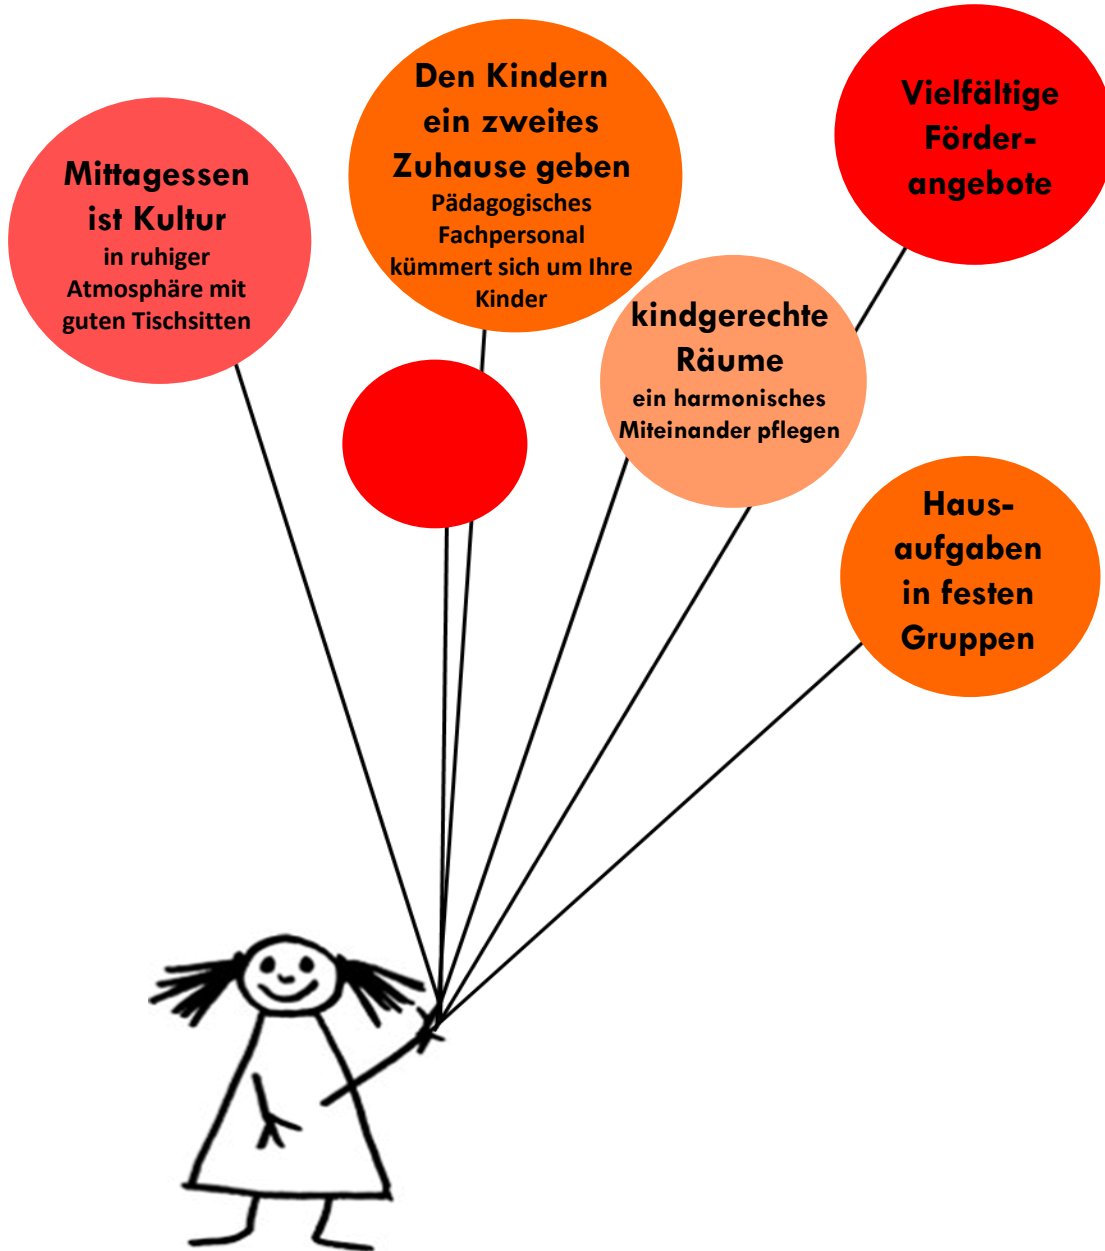 Mittagessen
ist Kultur
in ruhiger
Atmosphäre mit
guten Tischsitten
Den Kindern
ein zweites
Zuhause geben
Pädagogisches
Fachpersonal
kümmert sich um Ihre
Kinder
kindgerechte
Räume
ein harmonisches
Miteinander pflegen
Vielfältige
Förder-
angebote
Haus-
aufgaben
in festen
Gruppen